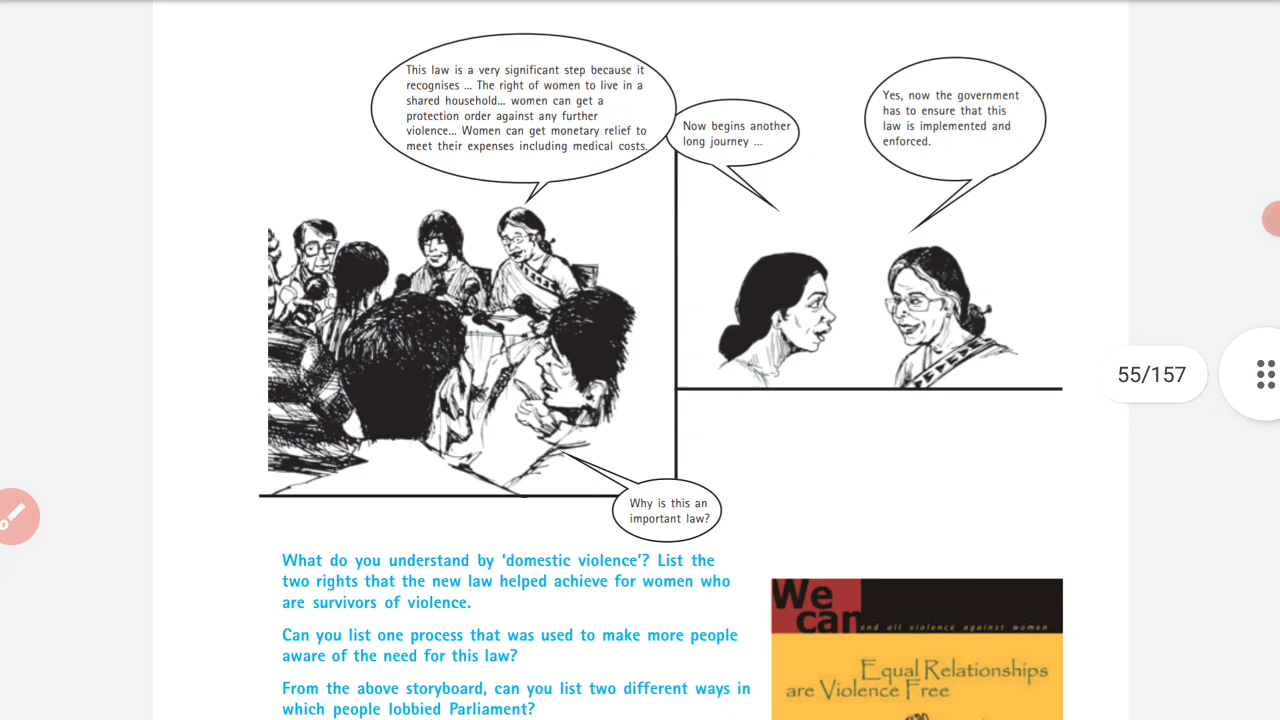 This law is a very significant step because it
recognises ... The right of women to live in a
shared household... women can get a
protection order against any further
violence... Women can get monetary relief to
meet their expenses including medical costs.
Now begins another
long journey ...
Yes, now the government
has to ensure that this
law is implemented and
enforced.
55/157
Why is this an
important law?
What do you understand by ‘domestic violence’? List the
two rights that the new law helped achieve for women who
are survivors of violence.
Can you list one process that was used to make more people
aware of the need for this law?
From the above storyboard, can you list two different ways in
which people lobbied Parliament?
We
can
end all violence against women
Equal Relationships
are Violence Free